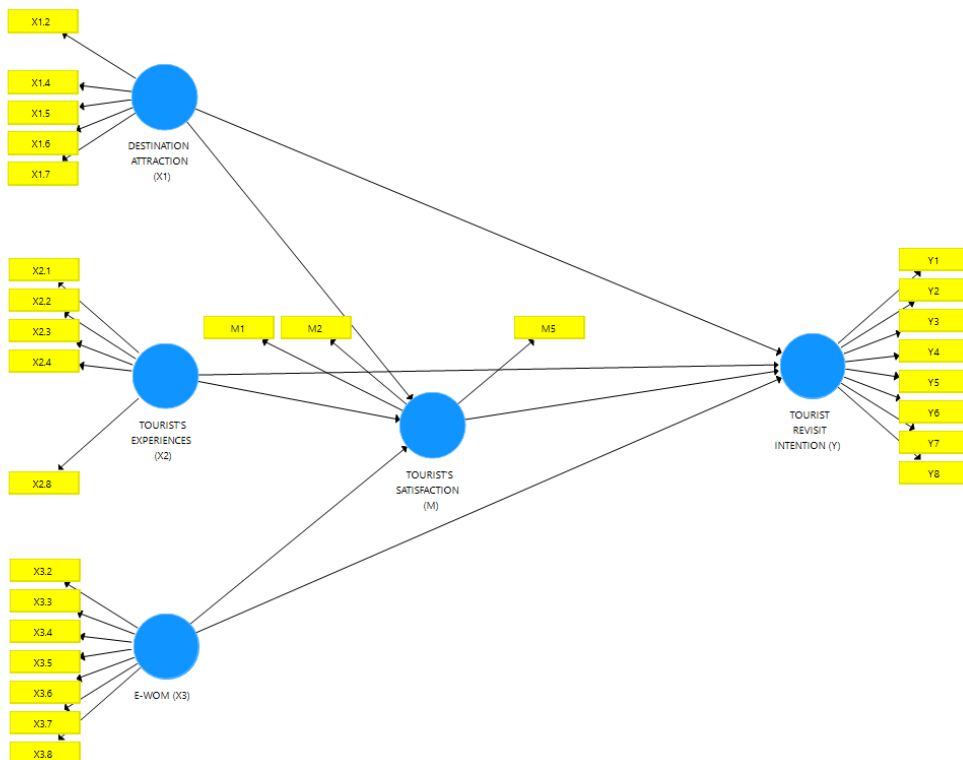 X1.2
X1.4
X1.5
X1.6
X1.7
DESTINATION
ATTRACTION
(X1)
X2.1
X2.2
X2.3
X2.4
X2.8
TOURIST'S
EXPERIENCES
(X2)
M1
M2
M5
TOURIST'S
SATISFACTION
(M)
Y1
Y2
Y3
Y4
Y5
Y6
Y7
Y8
TOURIST
REVISIT
INTENTION (Y)
X3.2
X3.3
X3.4
X3.5
X3.6
X3.7
X3.8
E-WOM (X3)